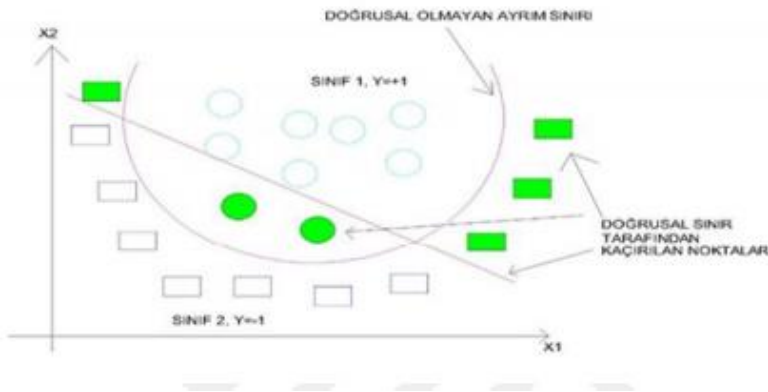 DOĞRUSAL OLMAYAN AYRIM SINIRI
X2
SINIF 1, Y=+1
DOĞRUSAL SINIR
TARAFINDAN
KAÇIRILAN NOKTALAR
SINIF 2, Y=-1
X1